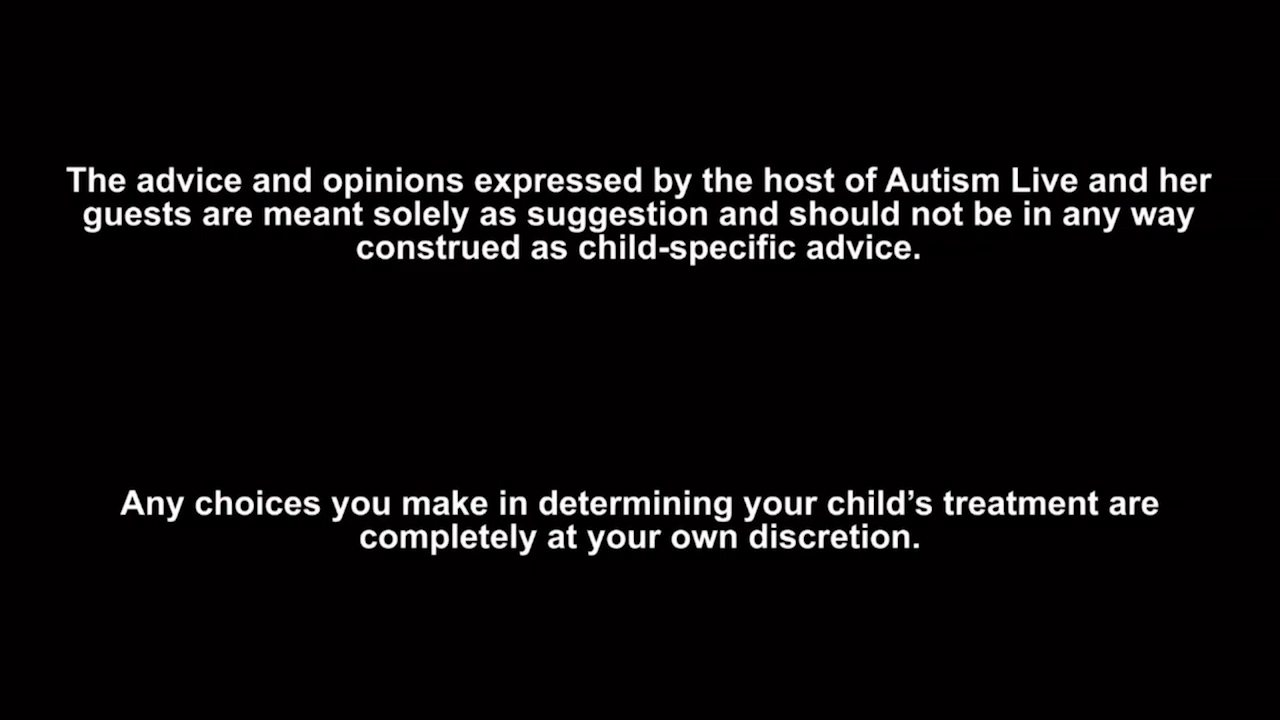 The advice and opinions expressed by the host of Autism Live and her
guests are meant solely as suggestion and should not be in any way
construed as child-specific advice.
Any choices you make in determining your child’s treatment are
completely at your own discretion.